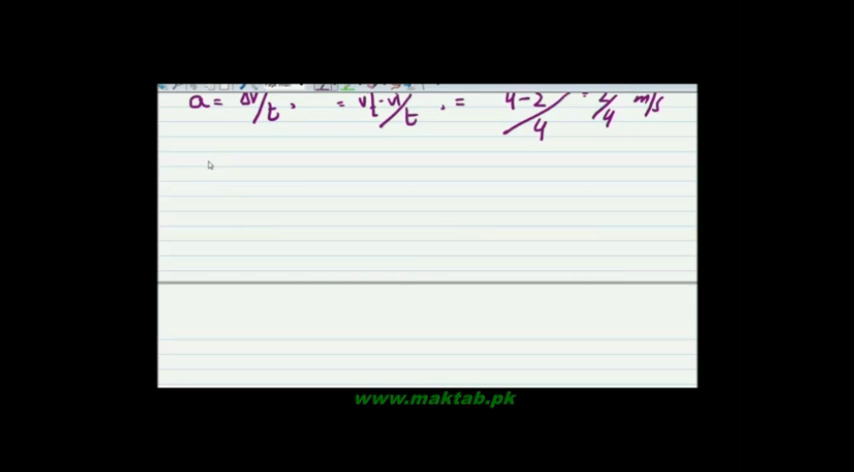 a = Δv/t, = vf-vi/t, = 4-2/4 = 2/4 m/s
www.maktab.pk